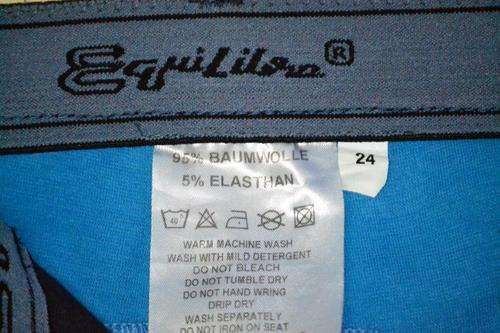 Equilibre®
95% BAUMWOLLE
5% ELASTHAN
24
40
WARM MACHINE WASH
WASH WITH MILD DETERGENT
DO NOT BLEACH
DO NOT TUMBLE DRY
DO NOT HAND WRING
DRIP DRY
WASH SEPARATELY
DO NOT IRON ON SEAT